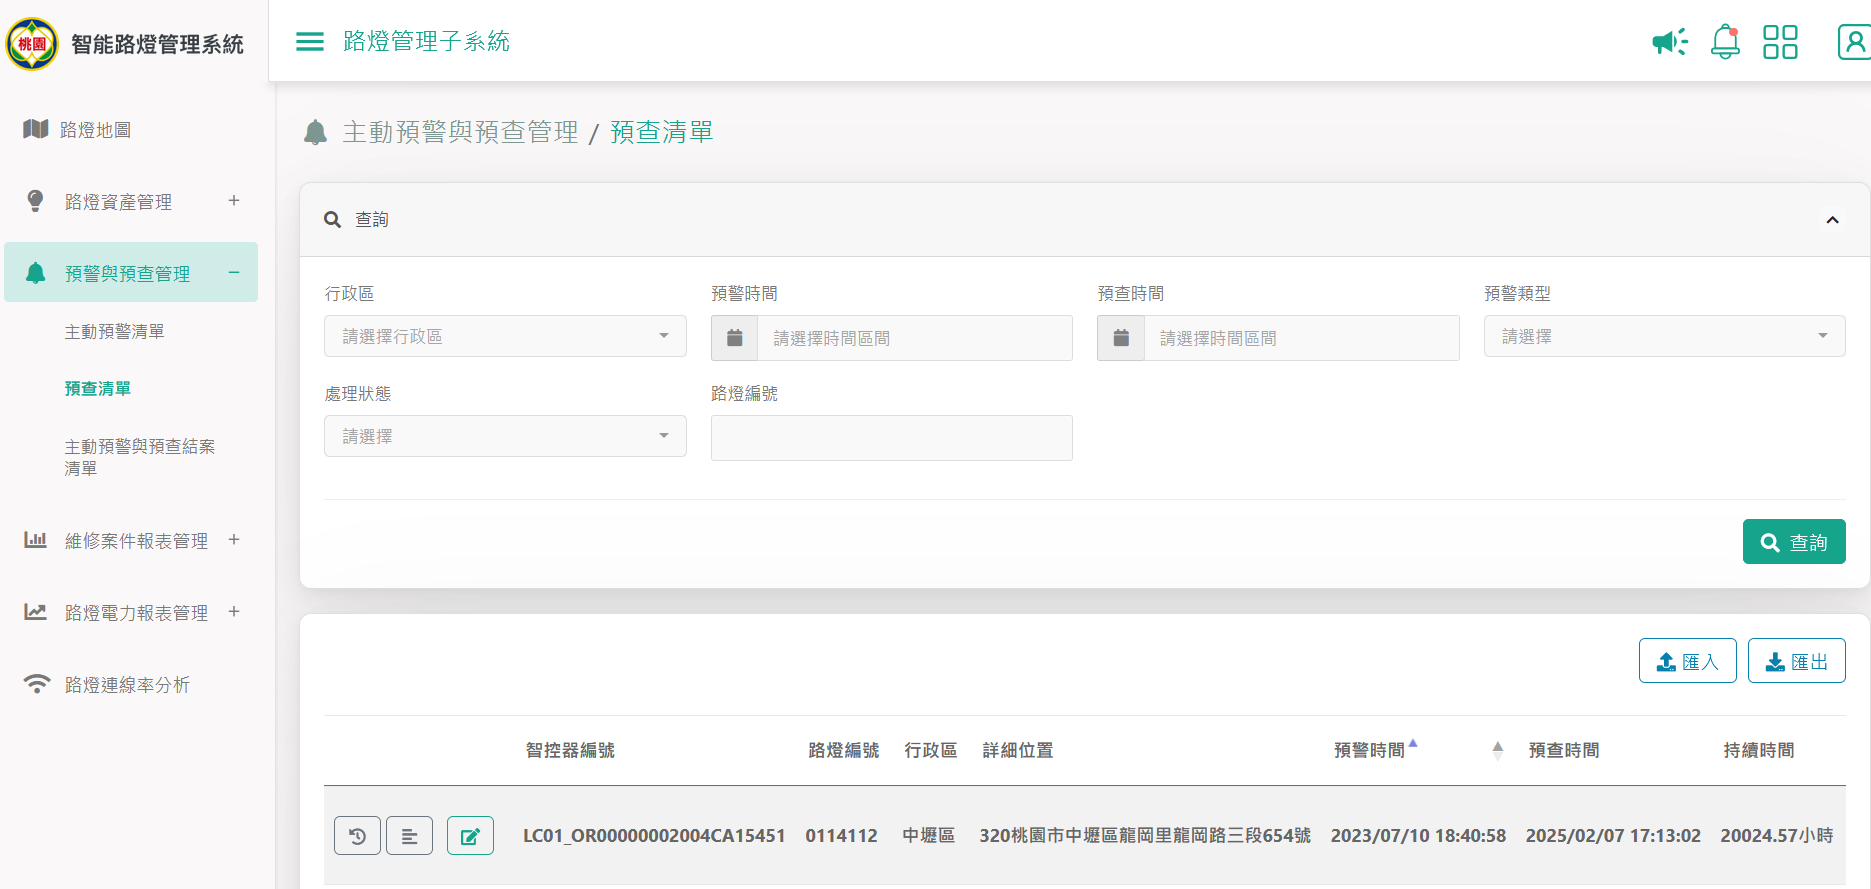 桃園
智能路燈管理系統
路燈管理子系統
路燈地圖
路燈資產管理 +
預警與預查管理 −
主動預警清單
預查清單
主動預警與預查結案
清單
維修案件報表管理 +
路燈電力報表管理 +
路燈連線率分析
主動預警與預查管理 / 預查清單
查詢
行政區 預警時間 預查時間 預警類型
請選擇行政區 請選擇時間區間 請選擇時間區間 請選擇
處理狀態 路燈編號
請選擇
查詢
匯入 匯出
智控器編號 路燈編號 行政區 詳細位置 預警時間 預查時間 持續時間
LC01_OR00000002004CA15451 0114112 中壢區 320桃園市中壢區龍岡里龍岡路三段654號 2023/07/10 18:40:58 2025/02/07 17:13:02 20024.57小時